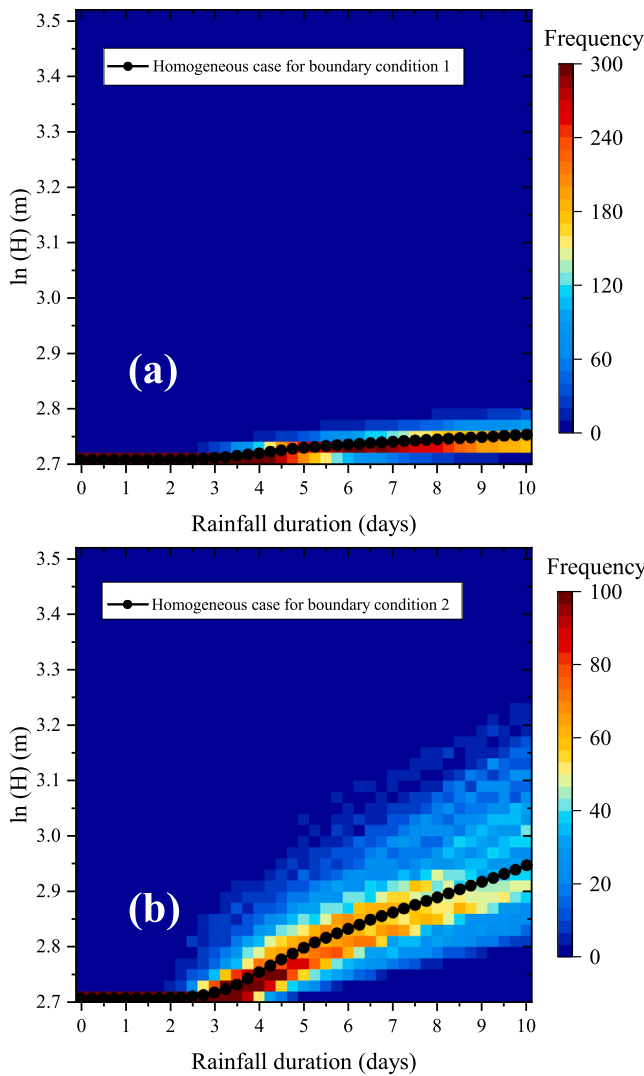 Frequency
3.5
3.4
3.3
3.2
3.1
3.0
2.9
2.8
2.7
ln (H) (m)
Homogeneous case for boundary condition 1
(a)
300
240
180
120
60
0
0 1 2 3 4 5 6 7 8 9 10
Rainfall duration (days)
Frequency
3.5
3.4
3.3
3.2
3.1
3.0
2.9
2.8
2.7
ln (H) (m)
Homogeneous case for boundary condition 2
(b)
100
80
60
40
20
0
0 1 2 3 4 5 6 7 8 9 10
Rainfall duration (days)